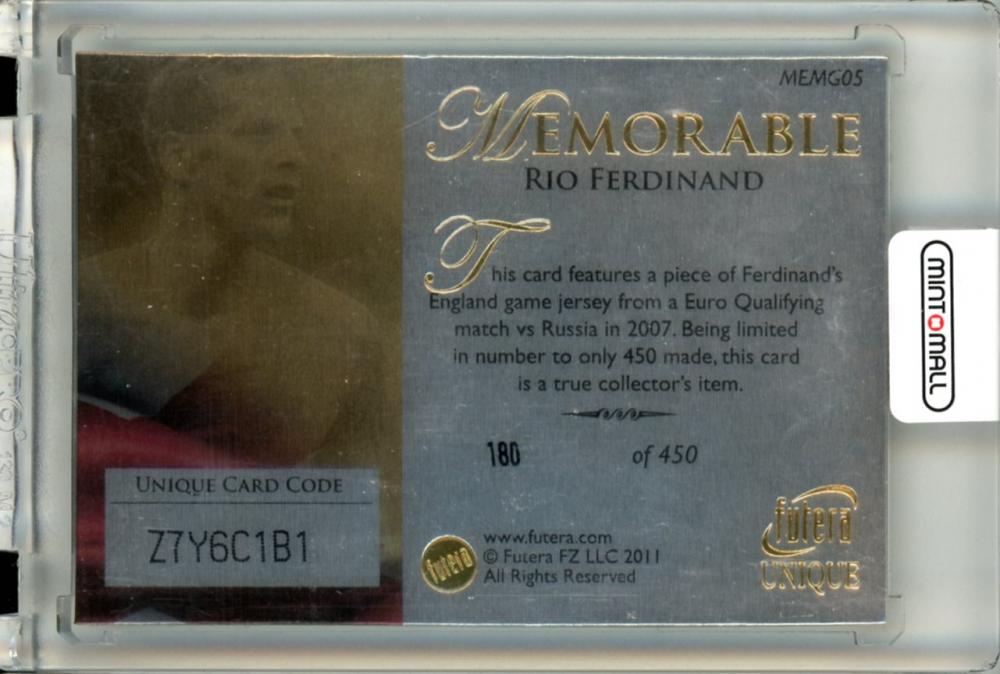 MEMG05
MEMORABLE
RIO FERDINAND
This card features a piece of Ferdinand's
England game jersey from a Euro Qualifying
match vs Russia in 2007. Being limited
in number to only 450 made, this card
is a true collector's item.
180 of 450
UNIQUE CARD CODE
Z7Y6C1B1
futera
www.futera.com
© Futera FZ LLC 2011
All Rights Reserved
futera
UNIQUE
MINT MALL